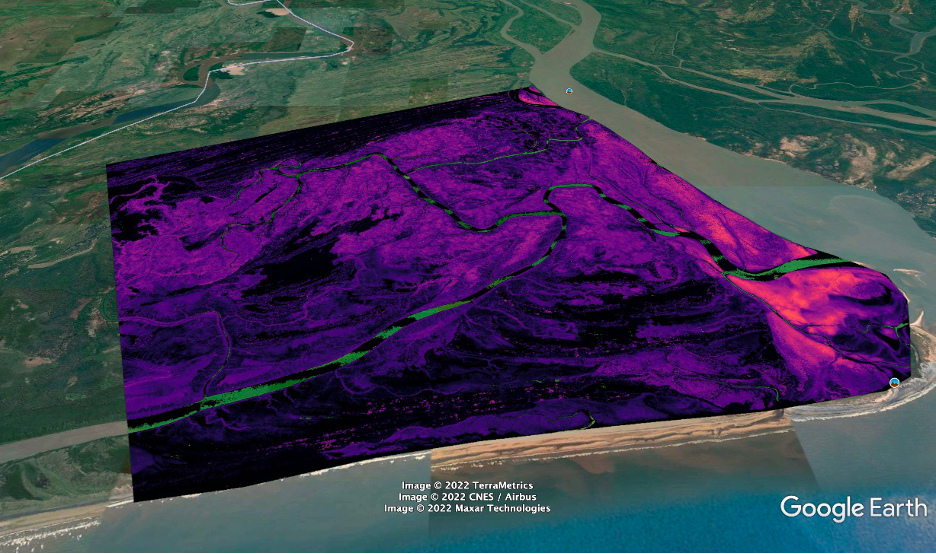 Image © 2022 TerraMetrics
Image © 2022 CNES / Airbus
Image © 2022 Maxar Technologies
Google Earth